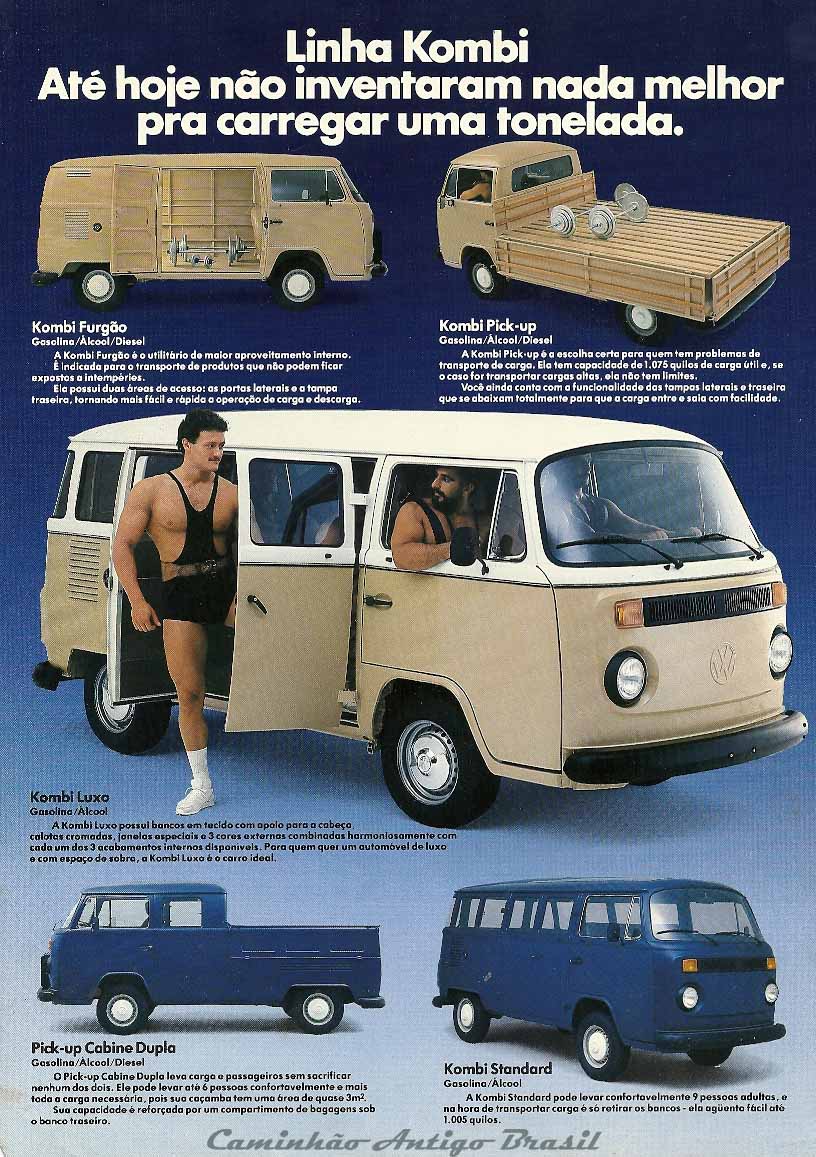 Linha Kombi
Até hoje não inventaram nada melhor
pra carregar uma tonelada.
Kombi Furgão
Gasolina/Álcool/Diesel
A Kombi Furgão é o utilitário de maior aproveitamento interno.
É indicada para o transporte de produtos que não podem ficar
expostos a intempéries.
Ela possui duas áreas de acesso: as portas laterais e a tampa
traseira, tornando mais fácil e rápida a operação de carga e descarga.
Kombi Pick-up
Gasolina/Álcool/Diesel
A Kombi Pick-up é a escolha certa para quem tem problemas de
transporte de carga. Ela tem capacidade de 1.075 quilos de carga útil e, se
o caso for transportar cargas altas, ela não tem limites.
Você ainda conta com a funcionalidade das tampas laterais e traseira
que se abaixam totalmente para que a carga entre e saia com facilidade.
Kombi Luxo
Gasolina/Álcool
A Kombi Luxo possui bancos em tecido com apoio para a cabeça,
calotas cromadas, janelas especiais e 3 cores externas combinadas harmoniosamente com
cada um dos 3 acabamentos internos disponíveis. Para quem quer um automóvel de luxo
e com espaço de sobra, a Kombi Luxo é o carro ideal.
Pick-up Cabine Dupla
Gasolina/Álcool/Diesel
O Pick-up Cabine Dupla leva carga e passageiros sem sacrificar
nenhum dos dois. Ele pode levar até 6 pessoas confortavelmente e mais
toda a carga necessária, pois sua caçamba tem uma área de quase 3m².
Sua capacidade é reforçada por um compartimento de bagagens sob
o banco traseiro.
Kombi Standard
Gasolina/Álcool
A Kombi Standard pode levar confortavelmente 9 pessoas adultas, e
na hora de transportar carga é só retirar os bancos - ela agüenta fácil até
1.005 quilos.
Caminhão Antigo Brasil